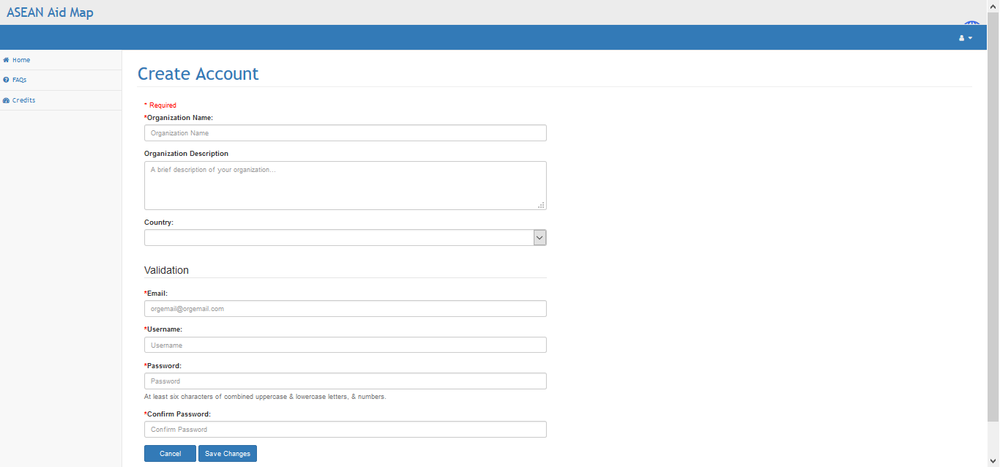 ASEAN Aid Map
Home
FAQs
Credits
Create Account
* Required
*Organization Name:
Organization Name
Organization Description
A brief description of your organization...
Country:
Validation
*Email:
orgemail@orgemail.com
*Username:
Username
*Password:
Password
At least six characters of combined uppercase & lowercase letters, & numbers.
*Confirm Password:
Confirm Password
Cancel Save Changes